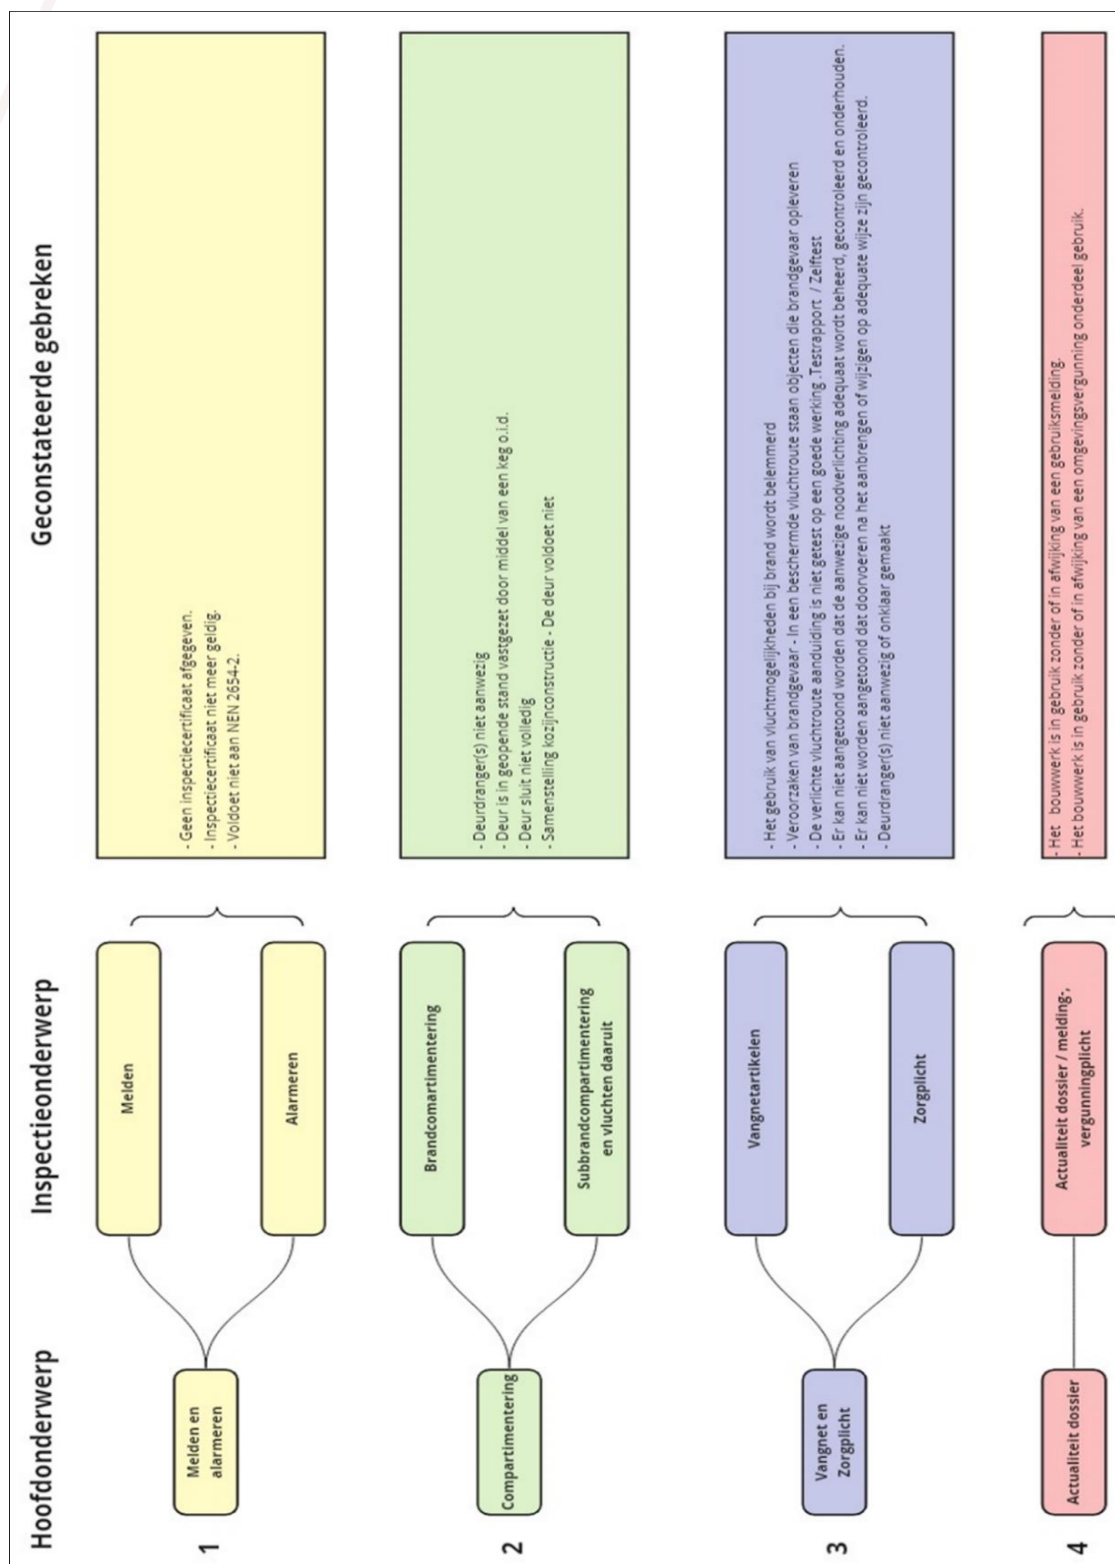 Hoofdonderwerp
Inspectieonderwerp
Geconstateerde gebreken
1
Melden en
alarmeren
Melden
Alarmeren
- Geen inspectiecertificaat afgegeven.
- Inspectiecertificaat niet meer geldig.
- Voldoet niet aan NEN 2654-2.
2
Compartimentering
Brandcomartimentering
Subbrandcompartimentering
en vluchten daaruit
- Deurdranger(s) niet aanwezig
- Deur is in geopende stand vastgezet door middel van een keg o.i.d.
- Deur sluit niet volledig
- Samenstelling kozijnconstructie - De deur voldoet niet
3
Vangnet en
Zorgplicht
Vangnetartikelen
Zorgplicht
- Het gebruik van vluchtmogelijkheden bij brand wordt belemmerd
- Veroorzaken van brandgevaar - In een beschermde vluchtroute staan objecten die brandgevaar opleveren
- De verlichte vluchtroute aanduiding is niet getest op een goede werking .Testrapport / Zelftest
- Er kan niet aangetoond worden dat de aanwezige noodverlichting adequaat wordt beheerd, gecontroleerd en onderhouden.
- Er kan niet worden aangetoond dat doorvoeren na het aanbrengen of wijzigen op adequate wijze zijn gecontroleerd.
- Deurdranger(s) niet aanwezig of onklaar gemaakt
4
Actualiteit dossier
Actualiteit dossier / melding-,
vergunningplicht
- Het bouwwerk is in gebruik zonder of in afwijking van een gebruiksmelding.
- Het bouwwerk is in gebruik zonder of in afwijking van een omgevingsvergunning onderdeel gebruik.